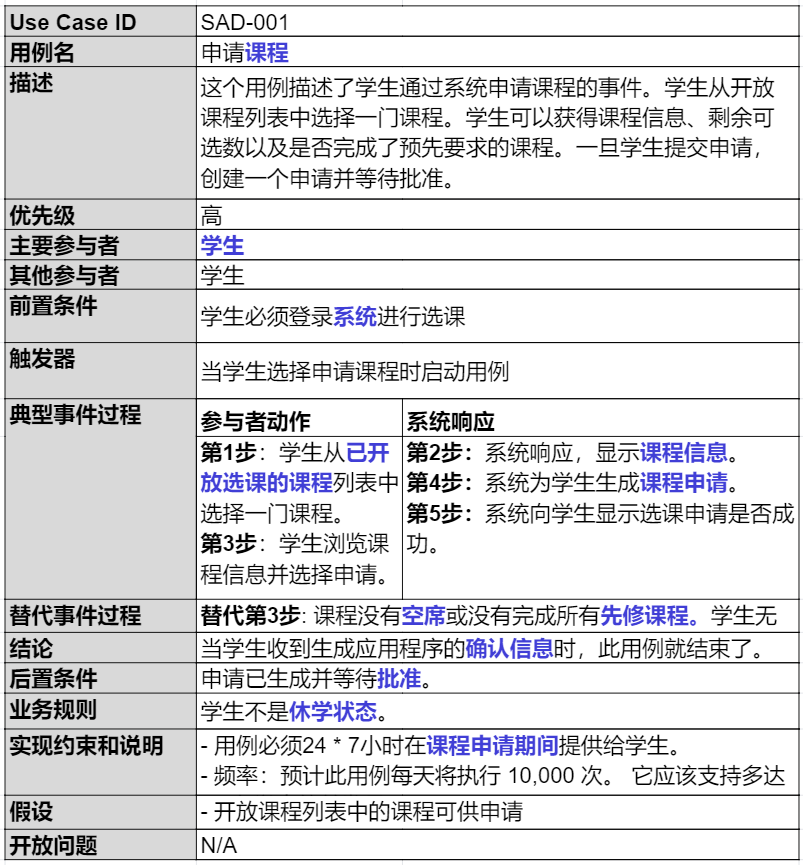 Use Case ID SAD-001
用例名 申请课程
描述 这个用例描述了学生通过系统申请课程的事件。学生从开放
课程列表中选择一门课程。学生可以获得课程信息、剩余可
选数以及是否完成了预先要求的课程。一旦学生提交申请，
创建一个申请并等待批准。
优先级 高
主要参与者 学生
其他参与者 学生
前置条件 学生必须登录系统进行选课
触发器 当学生选择申请课程时启动用例
典型事件过程 参与者动作 系统响应
第1步：学生从已开
放选课的课程列表中
选择一门课程。
第3步：学生浏览课
程信息并选择申请。
第2步：系统响应，显示课程信息。
第4步：系统为学生生成课程申请。
第5步：系统向学生显示选课申请是否成
功。
替代事件过程 替代第3步: 课程没有空席或没有完成所有先修课程。学生无
结论 当学生收到生成应用程序的确认信息时，此用例就结束了。
后置条件 申请已生成并等待批准。
业务规则 学生不是休学状态。
实现约束和说明 - 用例必须24 * 7小时在课程申请期间提供给学生。
- 频率：预计此用例每天将执行 10,000 次。 它应该支持多达
假设 - 开放课程列表中的课程可供申请
开放问题 N/A